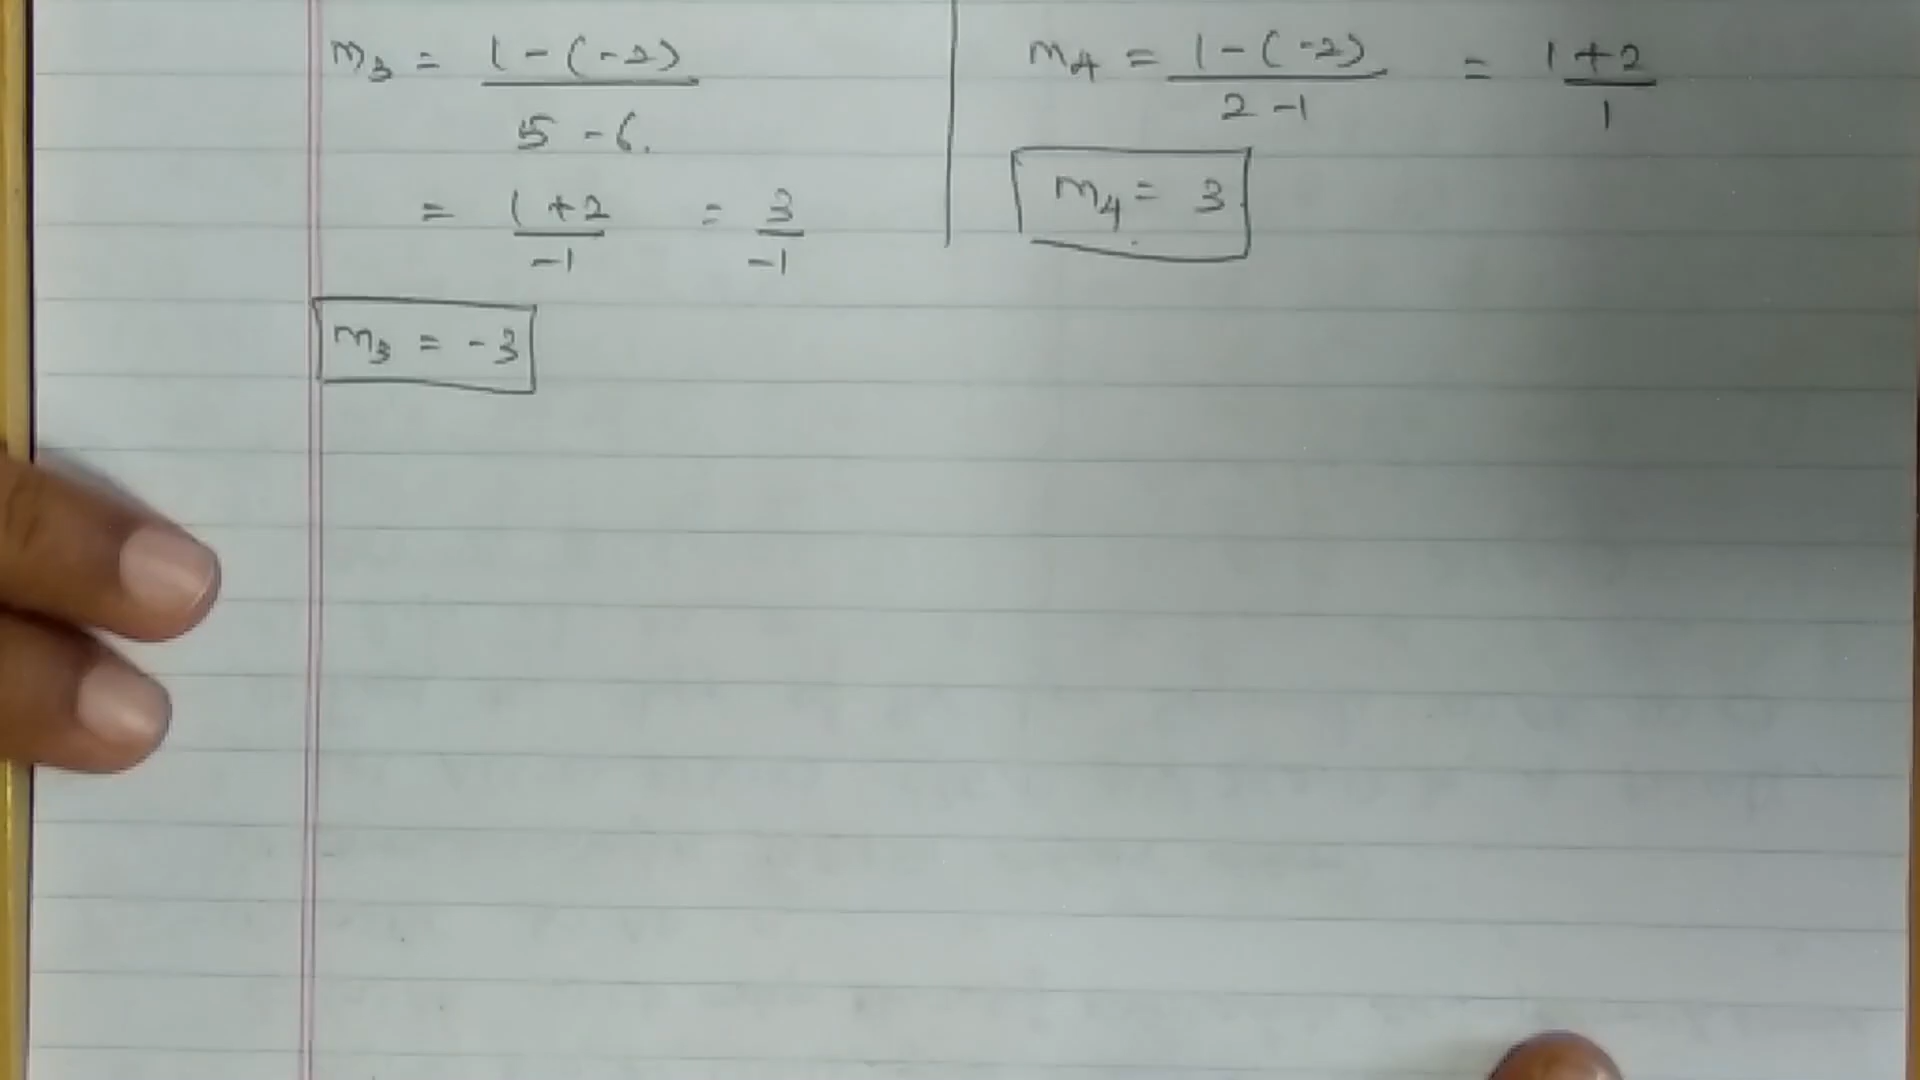 m₃ = (1 - (-2)) / (5 - 6.)
= (1 + 2) / -1 = 3 / -1
m₃ = -3
m₄ = (1 - (-2)) / (2 - 1) = (1 + 2) / 1
m₄ = 3